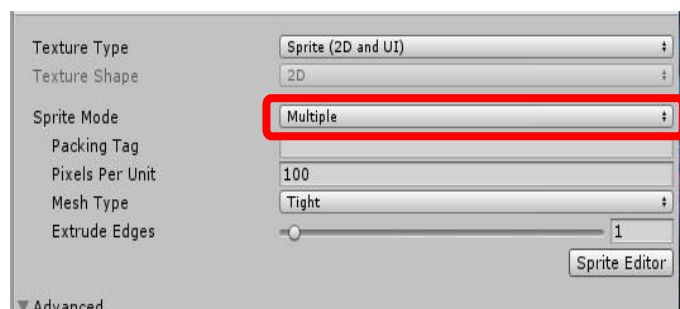 Texture Type Sprite (2D and UI)
Texture Shape 2D
Sprite Mode Multiple
Packing Tag
Pixels Per Unit 100
Mesh Type Tight
Extrude Edges 1
Sprite Editor
Advanced